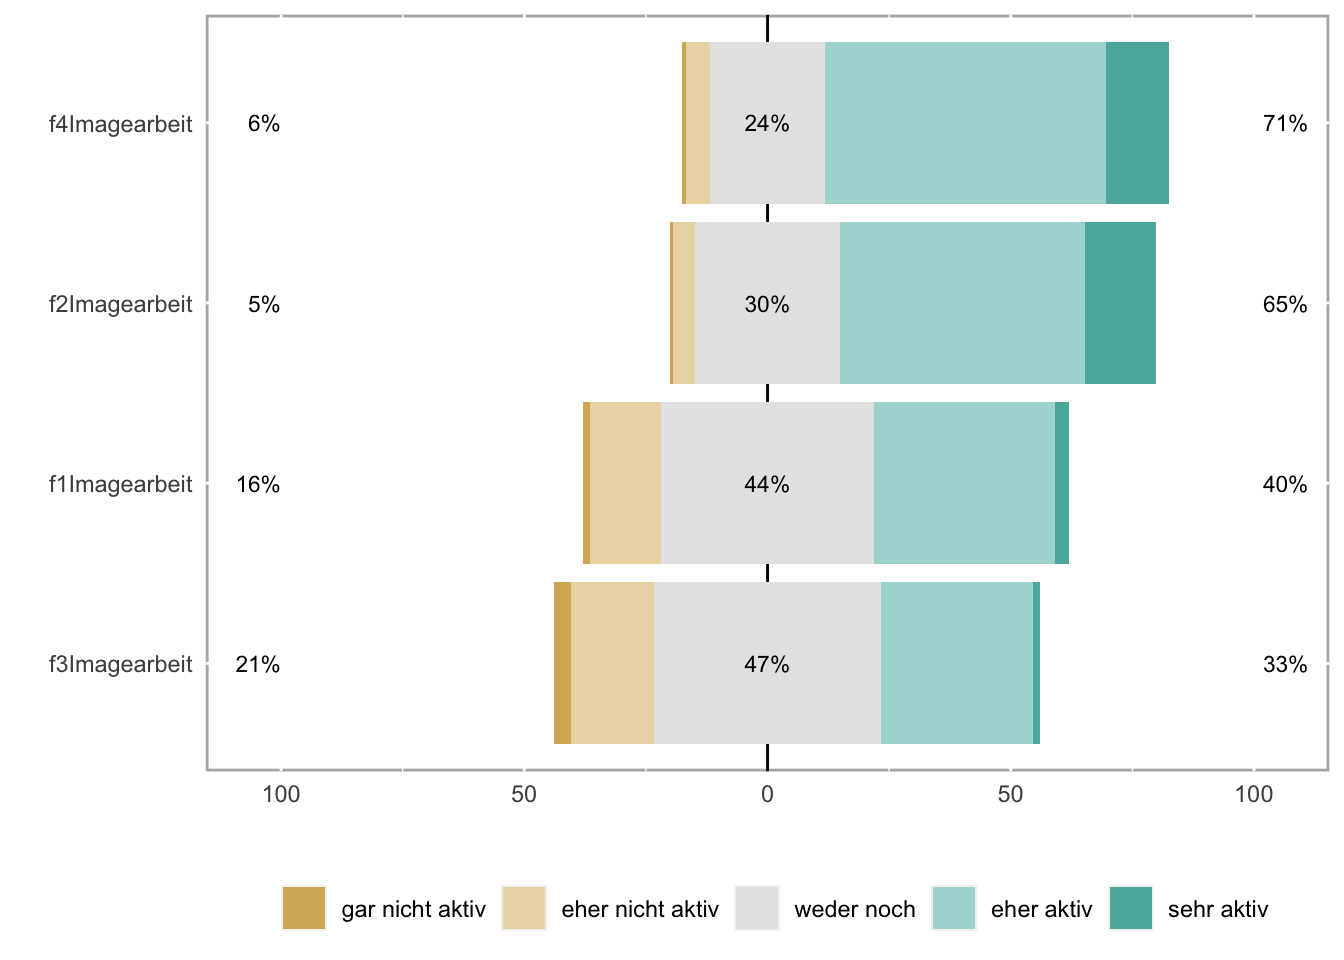 f4Imagearbeit 6% 24% 71%
f2Imagearbeit 5% 30% 65%
f1Imagearbeit 16% 44% 40%
f3Imagearbeit 21% 47% 33%
100 50 0 50 100
gar nicht aktiv eher nicht aktiv weder noch eher aktiv sehr aktiv